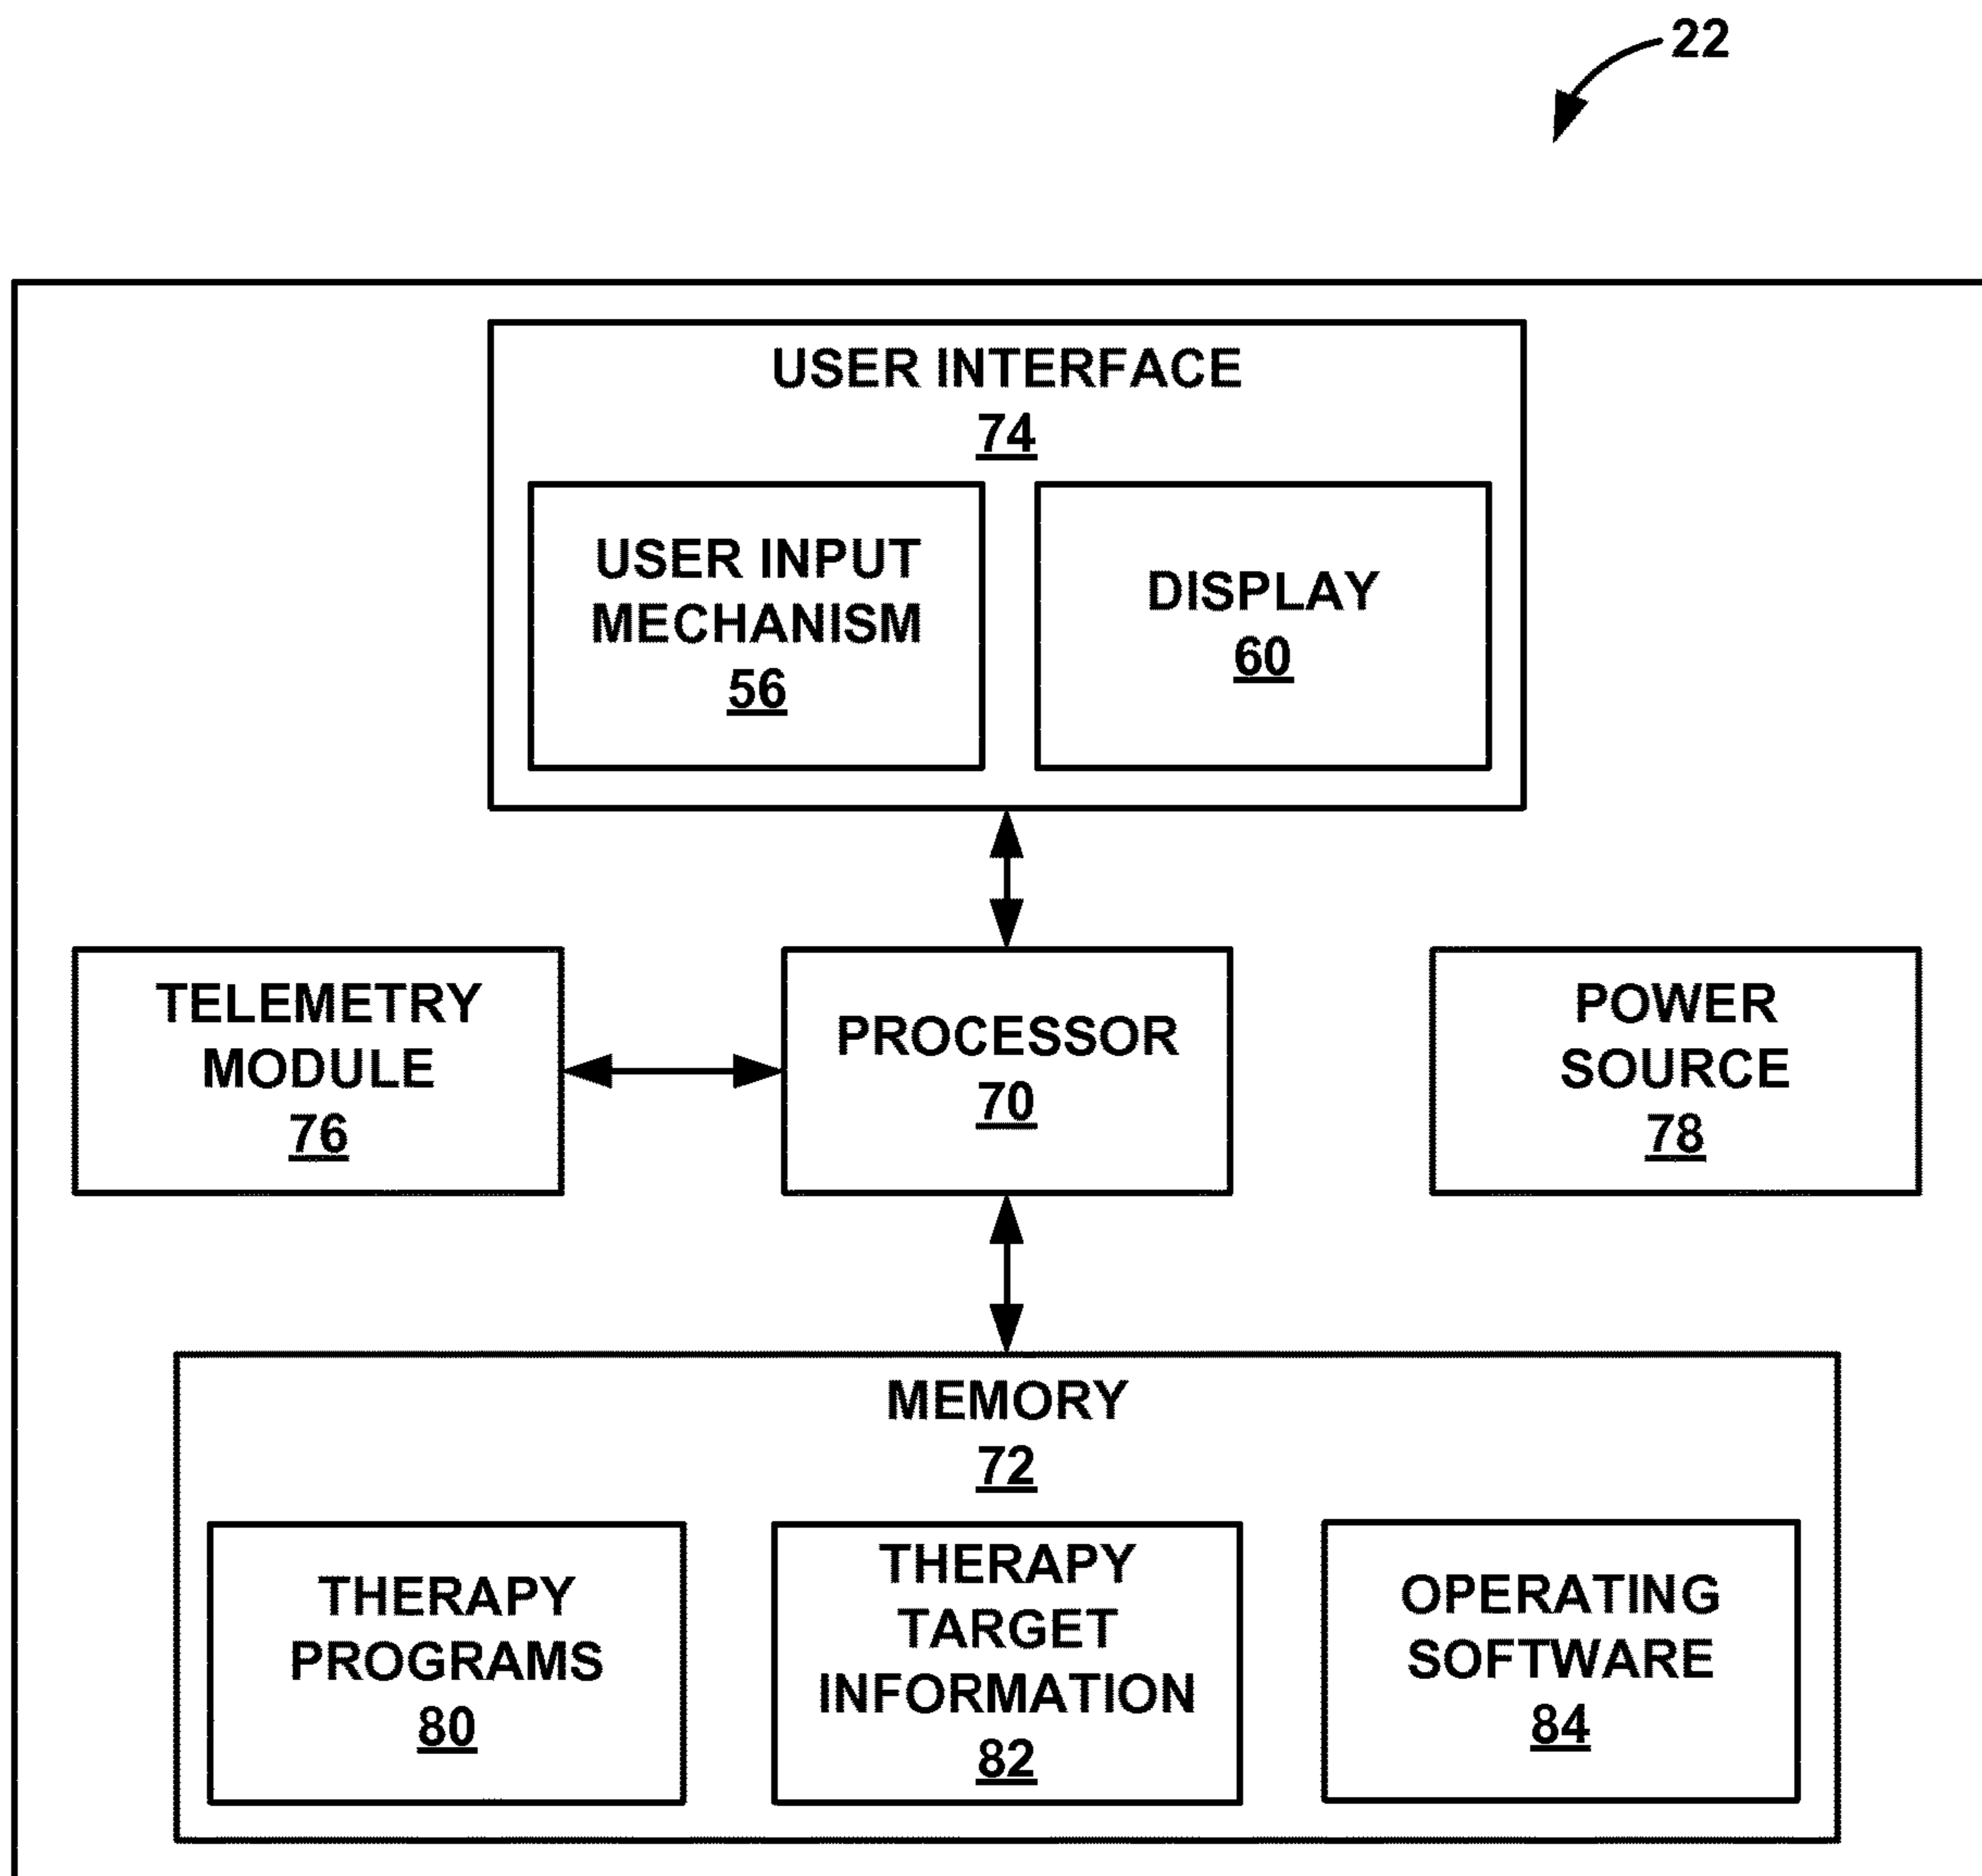 22
USER INTERFACE
74
USER INPUT
MECHANISM
56
DISPLAY
60
TELEMETRY
MODULE
76
PROCESSOR
70
POWER
SOURCE
78
MEMORY
72
THERAPY
PROGRAMS
80
THERAPY
TARGET
INFORMATION
82
OPERATING
SOFTWARE
84